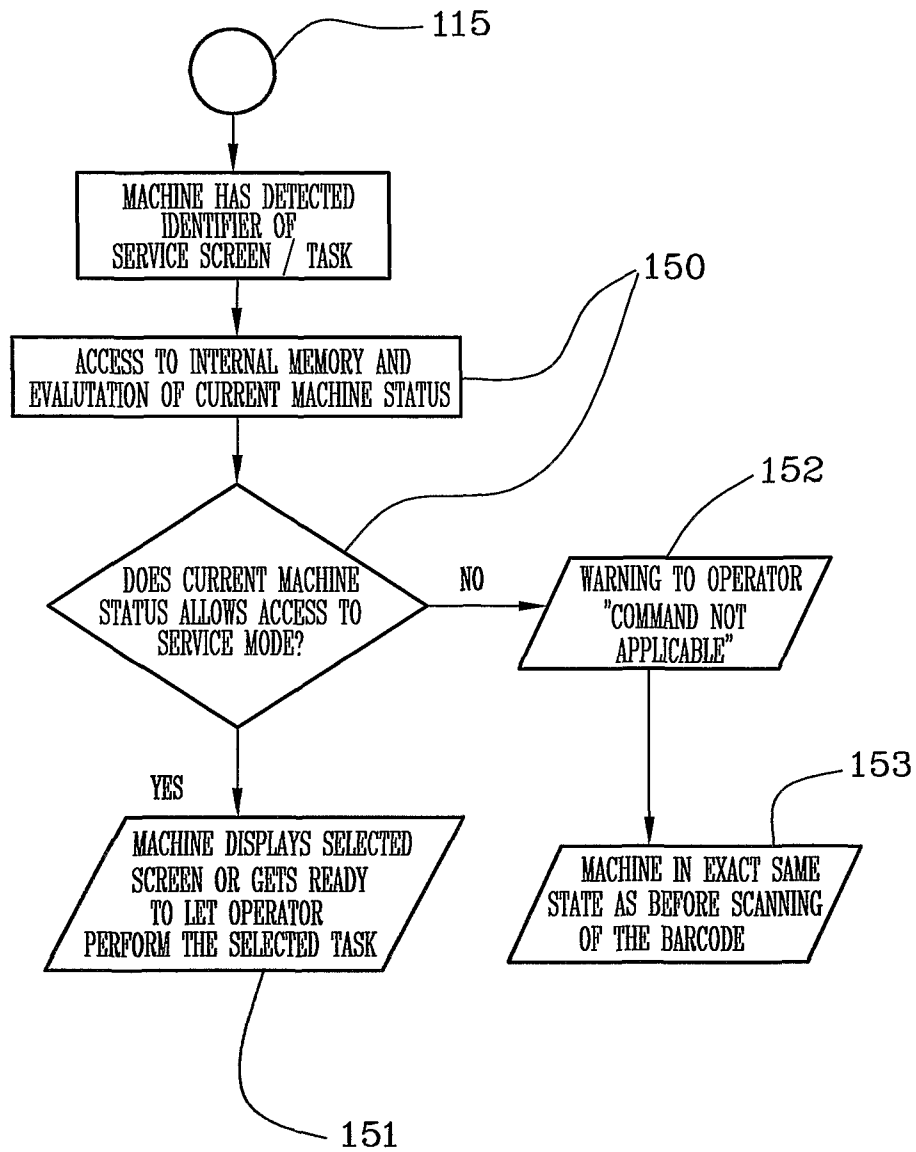 115
MACHINE HAS DETECTED
IDENTIFIER OF
SERVICE SCREEN / TASK
150
ACCESS TO INTERNAL MEMORY AND
EVALUTATION OF CURRENT MACHINE STATUS
152
DOES CURRENT MACHINE
STATUS ALLOWS ACCESS TO
SERVICE MODE?
NO
WARNING TO OPERATOR
"COMMAND NOT
APPLICABLE"
153
YES
MACHINE DISPLAYS SELECTED
SCREEN OR GETS READY
TO LET OPERATOR
PERFORM THE SELECTED TASK
MACHINE IN EXACT SAME
STATE AS BEFORE SCANNING
OF THE BARCODE
151